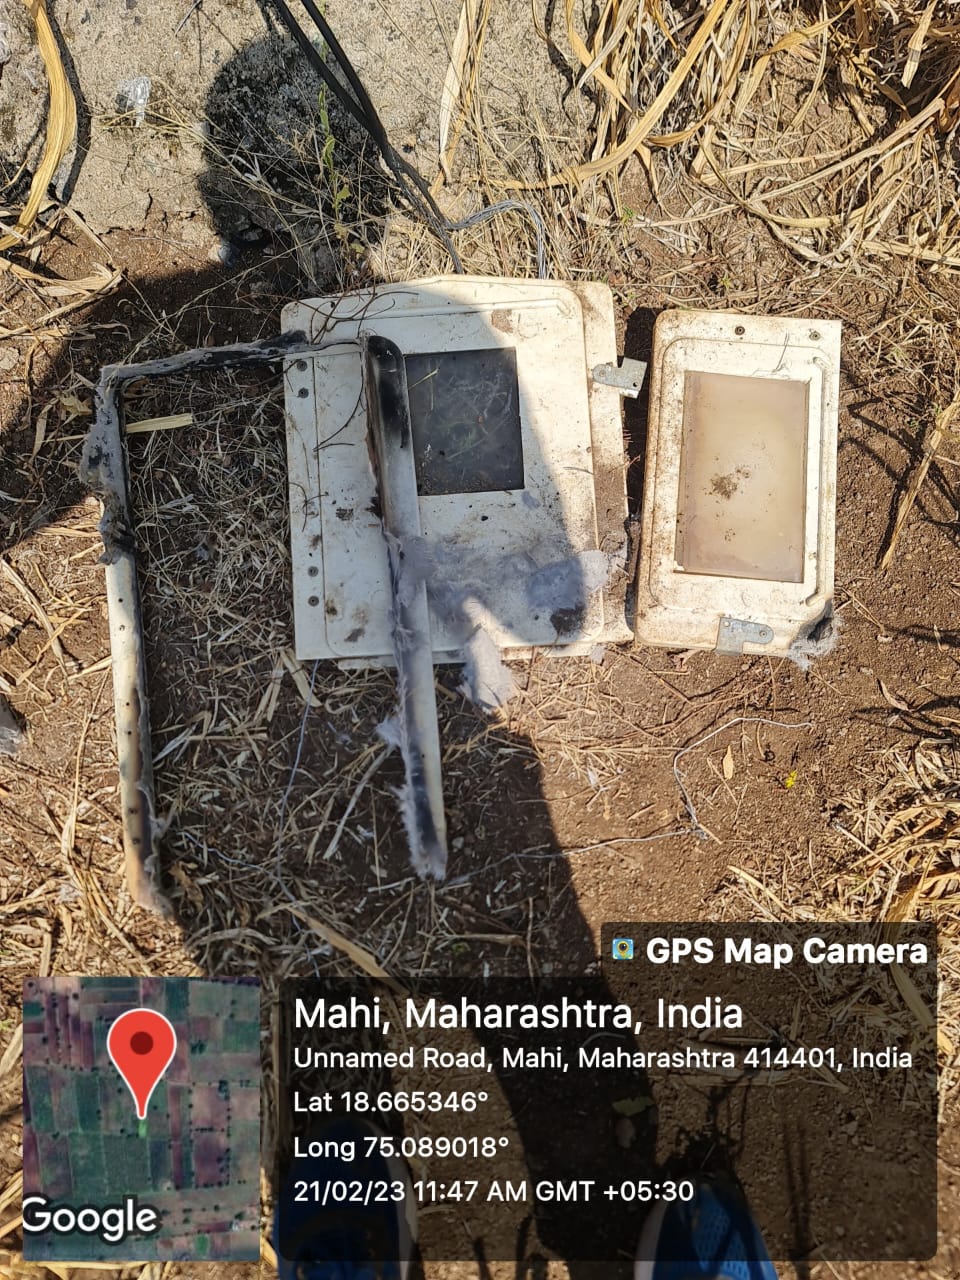 GPS Map Camera
Mahi, Maharashtra, India
Unnamed Road, Mahi, Maharashtra 414401, India
Lat 18.665346°
Long 75.089018°
21/02/23 11:47 AM GMT +05:30
Google